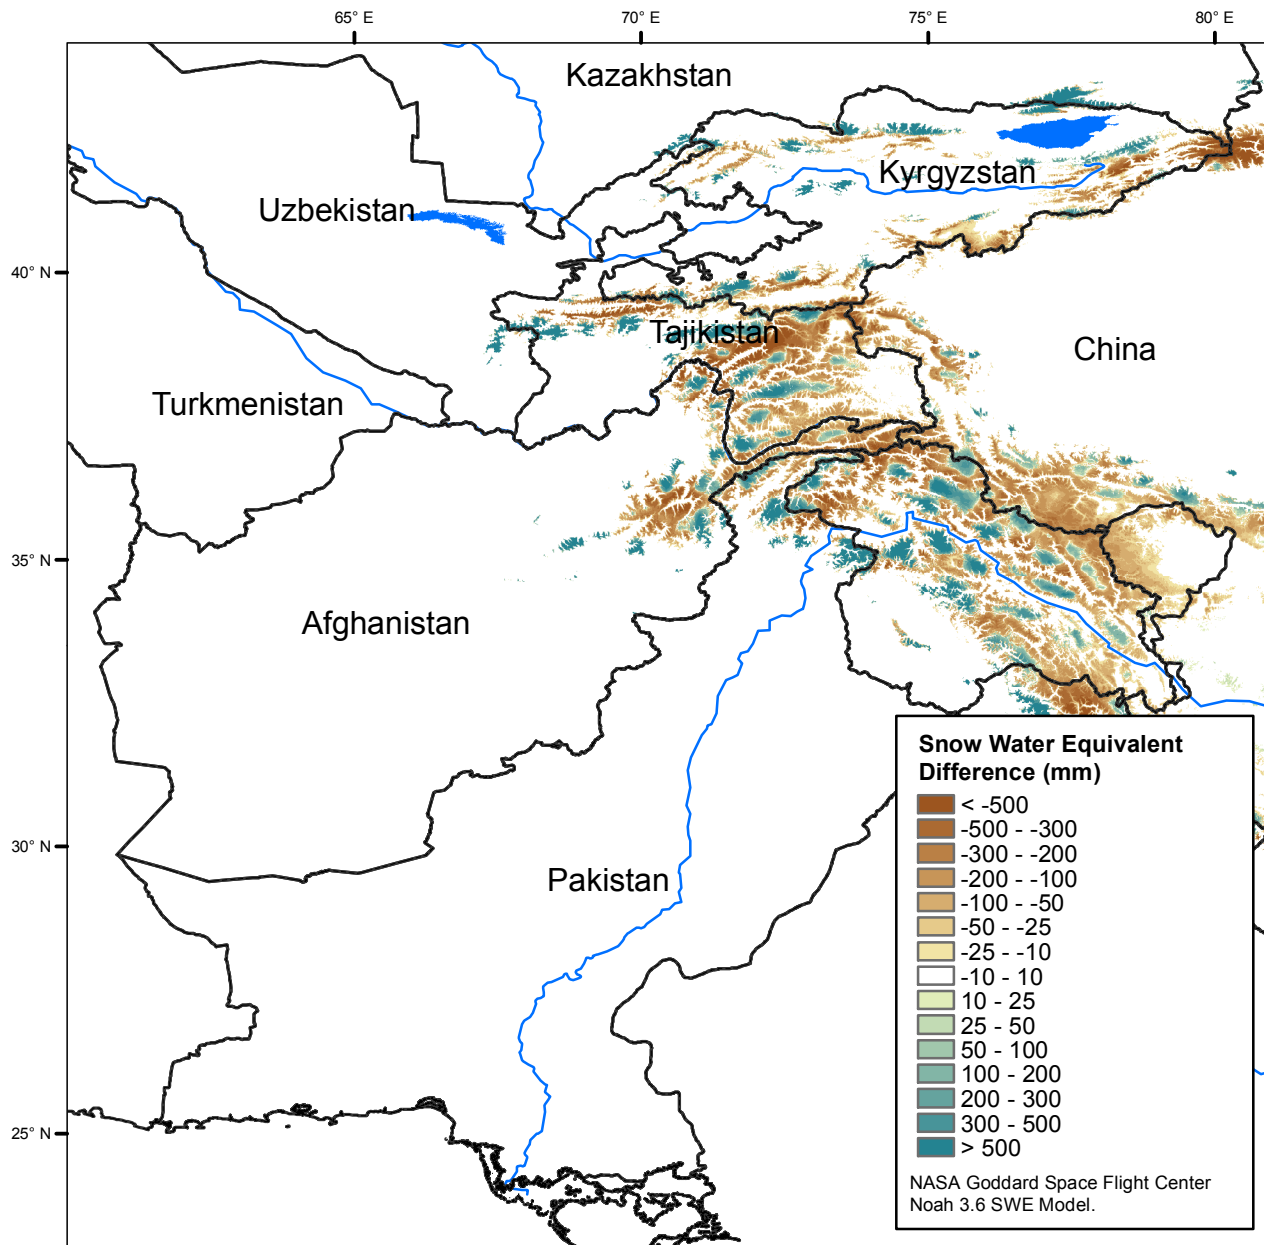 65° E
70° E
75° E
80° E
Kazakhstan
Kyrgyzstan
Uzbekistan
40° N
Tajikistan
China
Turkmenistan
35° N
Afghanistan
30° N
Pakistan
25° N
Snow Water Equivalent
Difference (mm)
< -500
-500 - -300
-300 - -200
-200 - -100
-100 - -50
-50 - -25
-25 - -10
-10 - 10
10 - 25
25 - 50
50 - 100
100 - 200
200 - 300
300 - 500
> 500
NASA Goddard Space Flight Center
Noah 3.6 SWE Model.